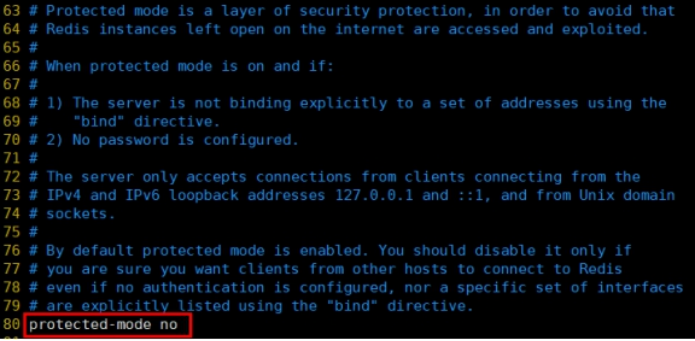 63 # Protected mode is a layer of security protection, in order to avoid that
64 # Redis instances left open on the internet are accessed and exploited.
65 #
66 # When protected mode is on and if:
67 #
68 # 1) The server is not binding explicitly to a set of addresses using the
69 #    "bind" directive.
70 # 2) No password is configured.
71 #
72 # The server only accepts connections from clients connecting from the
73 # IPv4 and IPv6 loopback addresses 127.0.0.1 and ::1, and from Unix domain
74 # sockets.
75 #
76 # By default protected mode is enabled. You should disable it only if
77 # you are sure you want clients from other hosts to connect to Redis
78 # even if no authentication is configured, nor a specific set of interfaces
79 # are explicitly listed using the "bind" directive.
80 protected-mode no